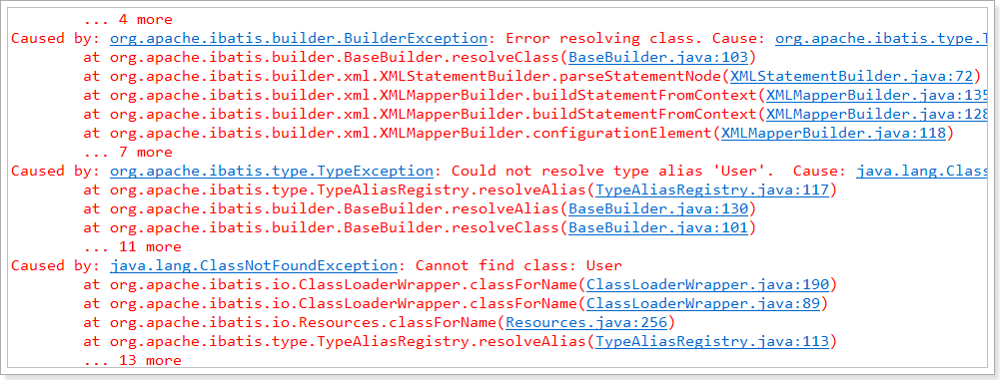 ... 4 more
Caused by: org.apache.ibatis.builder.BuilderException: Error resolving class. Cause: org.apache.ibatis.type.T
at org.apache.ibatis.builder.BaseBuilder.resolveClass(BaseBuilder.java:103)
at org.apache.ibatis.builder.xml.XMLStatementBuilder.parseStatementNode(XMLStatementBuilder.java:72)
at org.apache.ibatis.builder.xml.XMLMapperBuilder.buildStatementFromContext(XMLMapperBuilder.java:135
at org.apache.ibatis.builder.xml.XMLMapperBuilder.buildStatementFromContext(XMLMapperBuilder.java:128
at org.apache.ibatis.builder.xml.XMLMapperBuilder.configurationElement(XMLMapperBuilder.java:118)
... 7 more
Caused by: org.apache.ibatis.type.TypeException: Could not resolve type alias 'User'.  Cause: java.lang.Class
at org.apache.ibatis.type.TypeAliasRegistry.resolveAlias(TypeAliasRegistry.java:117)
at org.apache.ibatis.builder.BaseBuilder.resolveAlias(BaseBuilder.java:130)
at org.apache.ibatis.builder.BaseBuilder.resolveClass(BaseBuilder.java:101)
... 11 more
Caused by: java.lang.ClassNotFoundException: Cannot find class: User
at org.apache.ibatis.io.ClassLoaderWrapper.classForName(ClassLoaderWrapper.java:190)
at org.apache.ibatis.io.ClassLoaderWrapper.classForName(ClassLoaderWrapper.java:89)
at org.apache.ibatis.io.Resources.classForName(Resources.java:256)
at org.apache.ibatis.type.TypeAliasRegistry.resolveAlias(TypeAliasRegistry.java:113)
... 13 more